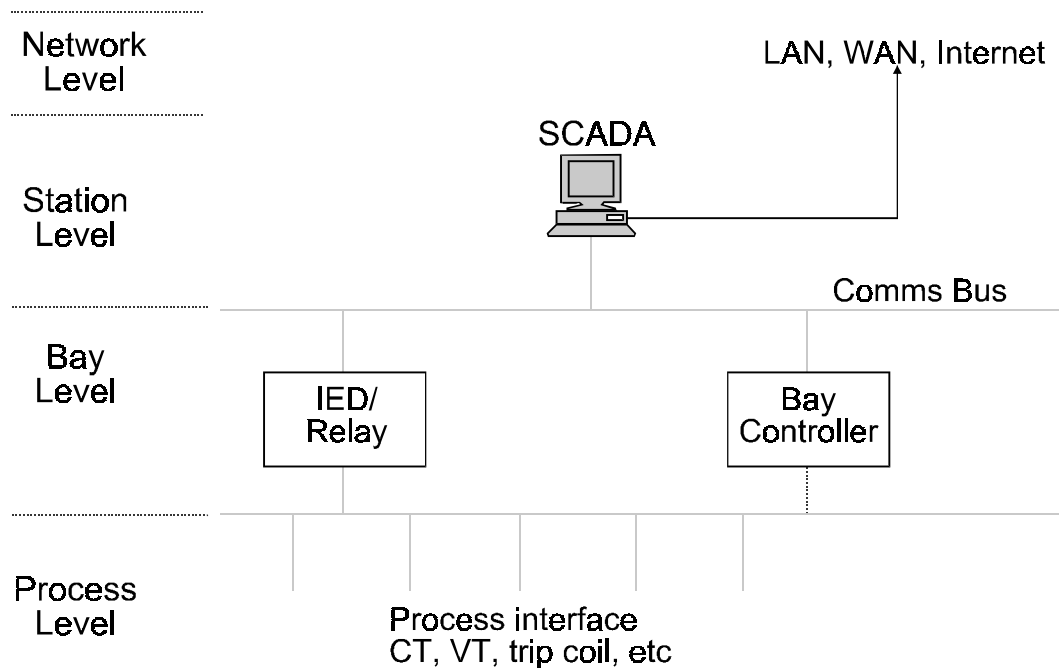 Network
Level
LAN, WAN, Internet
SCADA
Station
Level
Comms Bus
Bay
Level
IED/
Relay
Bay
Controller
Process
Level
Process interface
CT, VT, trip coil, etc